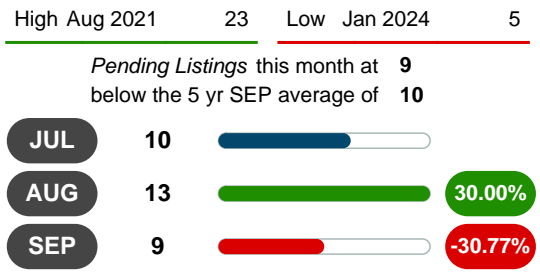 High Aug 2021 23 Low Jan 2024 5
Pending Listings this month at 9
below the 5 yr SEP average of 10
JUL 10
AUG 13 30.00%
SEP 9 -30.77%